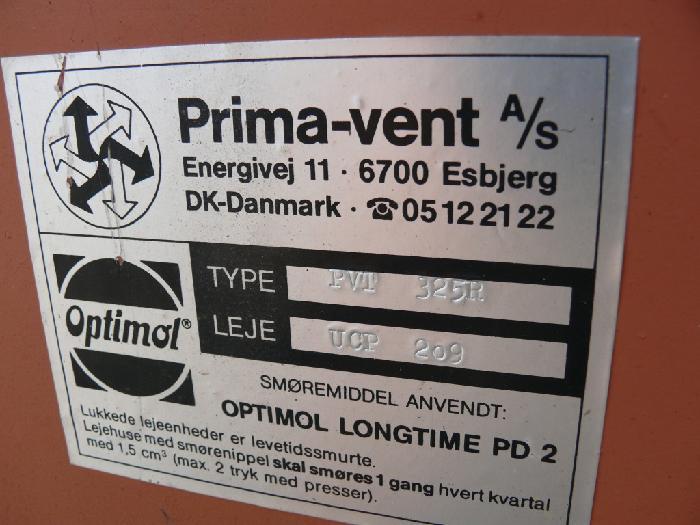 Prima-vent A/s
Energivej 11 · 6700 Esbjerg
DK-Danmark · ☎05122122
Optimol®
TYPE PVT 325R
LEJE UCP 209
SMØREMIDDEL ANVENDT:
OPTIMOL LONGTIME PD 2
Lukkede lejeenheder er levetidssmurte.
Lejehuse med smørenippel skal smøres 1 gang hvert kvartal
med 1,5 cm³ (max. 2 tryk med presser).